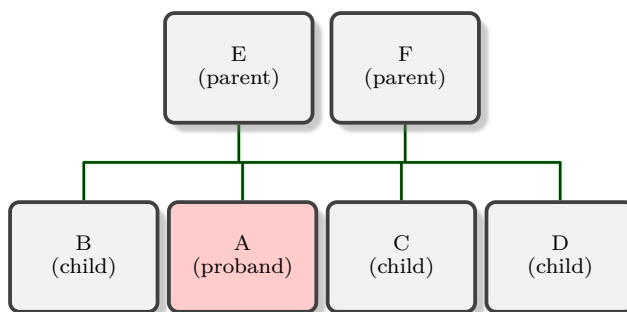 E
(parent)
F
(parent)
B
(child)
A
(proband)
C
(child)
D
(child)